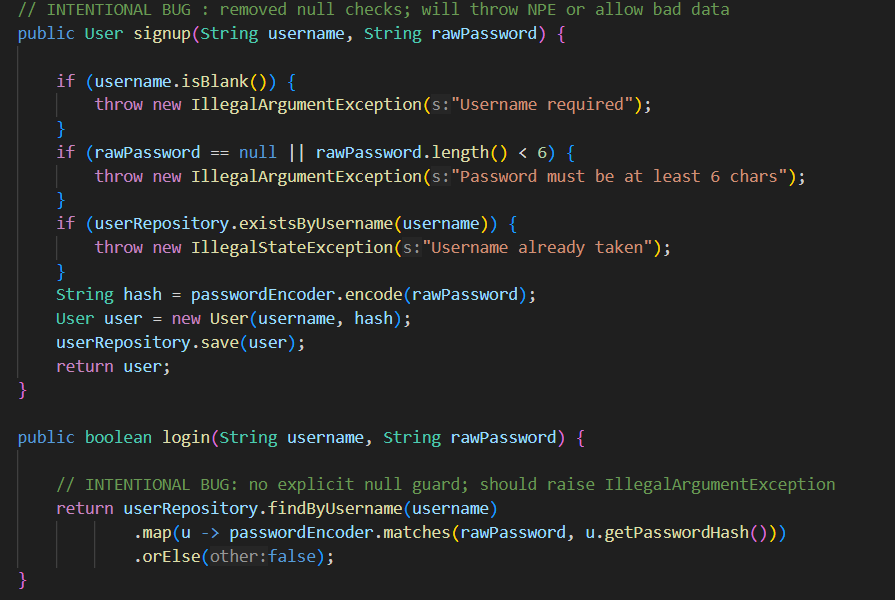 // INTENTIONAL BUG : removed null checks; will throw NPE or allow bad data
public User signup(String username, String rawPassword) {
if (username.isBlank()) {
throw new IllegalArgumentException(s:"Username required");
}
if (rawPassword == null || rawPassword.length() < 6) {
throw new IllegalArgumentException(s:"Password must be at least 6 chars");
}
if (userRepository.existsByUsername(username)) {
throw new IllegalStateException(s:"Username already taken");
}
String hash = passwordEncoder.encode(rawPassword);
User user = new User(username, hash);
userRepository.save(user);
return user;
}
public boolean login(String username, String rawPassword) {
// INTENTIONAL BUG: no explicit null guard; should raise IllegalArgumentException
return userRepository.findByUsername(username)
.map(u -> passwordEncoder.matches(rawPassword, u.getPasswordHash()))
.orElse(other:false);
}